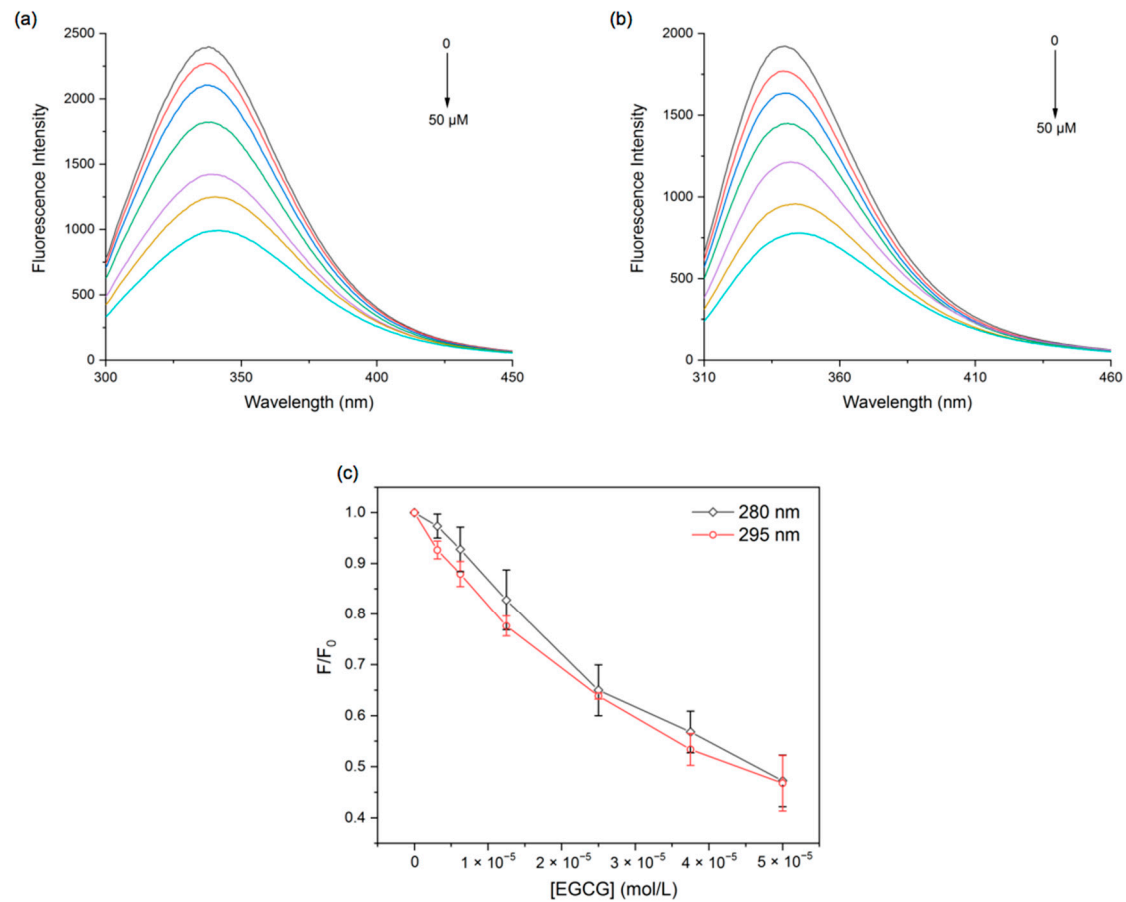 (a)
2500
2000
1500
1000
500
0
Fluorescence Intensity
300
350
400
450
Wavelength (nm)
0
50 μM
(b)
2000
1500
1000
500
0
Fluorescence Intensity
310
360
410
460
Wavelength (nm)
0
50 μM
(c)
1.0
0.9
0.8
0.7
0.6
0.5
0.4
F/F₀
280 nm
295 nm
0
1 × 10⁻⁵
2 × 10⁻⁵
3 × 10⁻⁵
4 × 10⁻⁵
5 × 10⁻⁵
[EGCG] (mol/L)